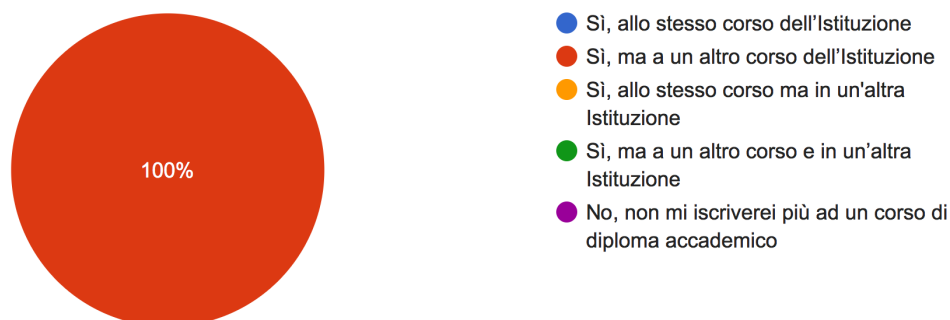 100%
Sì, allo stesso corso dell’Istituzione
Sì, ma a un altro corso dell’Istituzione
Sì, allo stesso corso ma in un'altra
Istituzione
Sì, ma a un altro corso e in un’altra
Istituzione
No, non mi iscriverei più ad un corso di
diploma accademico